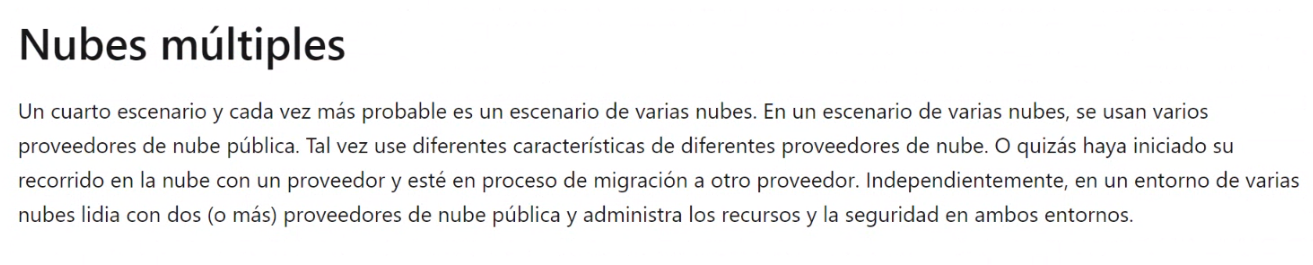 Nubes múltiples
Un cuarto escenario y cada vez más probable es un escenario de varias nubes. En un escenario de varias nubes, se usan varios
proveedores de nube pública. Tal vez use diferentes características de diferentes proveedores de nube. O quizás haya iniciado su
recorrido en la nube con un proveedor y esté en proceso de migración a otro proveedor. Independientemente, en un entorno de varias
nubes lidia con dos (o más) proveedores de nube pública y administra los recursos y la seguridad en ambos entornos.